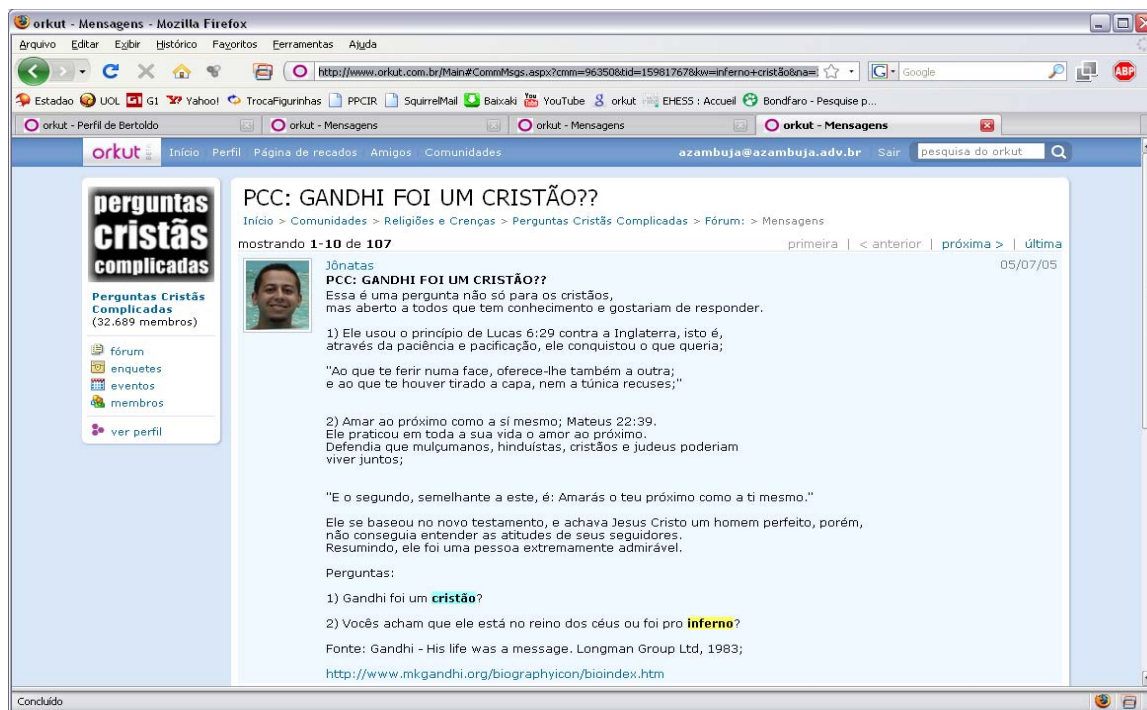 orkut - Mensagens - Mozilla Firefox
Arquivo Editar Exibir Histórico Favoritos Ferramentas Ajuda
http://www.orkut.com.br/Main#CommMsgs.aspx?cmm=96350&tid=15981767&kw=inferno+cristão&na=
Google
ABP
Estadao UOL G1 Yahoo! TrocaFigurinhas PPCIR SquirrelMail Baixaki YouTube orkut EHESS : Accueil Bondfaro - Pesquise p...
orkut - Perfil de Bertoldo orkut - Mensagens orkut - Mensagens orkut - Mensagens
orkut Início Perfil Página de recados Amigos Comunidades azambuja@azambuja.adv.br Sair pesquisa do orkut
perguntas
cristãs
complicadas
Perguntas Cristãs
Complicadas
(32.689 membros)
fórum
enquetes
eventos
membros
ver perfil
PCC: GANDHI FOI UM CRISTÃO??
Início > Comunidades > Religiões e Crenças > Perguntas Cristãs Complicadas > Fórum: > Mensagens
mostrando 1-10 de 107 primeira | < anterior | próxima > | última
Jônatas 05/07/05
PCC: GANDHI FOI UM CRISTÃO??
Essa é uma pergunta não só para os cristãos,
mas aberto a todos que tem conhecimento e gostariam de responder.
1) Ele usou o princípio de Lucas 6:29 contra a Inglaterra, isto é,
através da paciência e pacificação, ele conquistou o que queria;
"Ao que te ferir numa face, oferece-lhe também a outra;
e ao que te houver tirado a capa, nem a túnica recuses;"
2) Amar ao próximo como a sí mesmo; Mateus 22:39.
Ele praticou em toda a sua vida o amor ao próximo.
Defendia que mulçumanos, hinduístas, cristãos e judeus poderiam
viver juntos;
"E o segundo, semelhante a este, é: Amarás o teu próximo como a ti mesmo."
Ele se baseou no novo testamento, e achava Jesus Cristo um homem perfeito, porém,
não conseguia entender as atitudes de seus seguidores.
Resumindo, ele foi uma pessoa extremamente admirável.
Perguntas:
1) Gandhi foi um cristão?
2) Vocês acham que ele está no reino dos céus ou foi pro inferno?
Fonte: Gandhi - His life was a message. Longman Group Ltd, 1983;
http://www.mkgandhi.org/biographyicon/bioindex.htm
Concluído